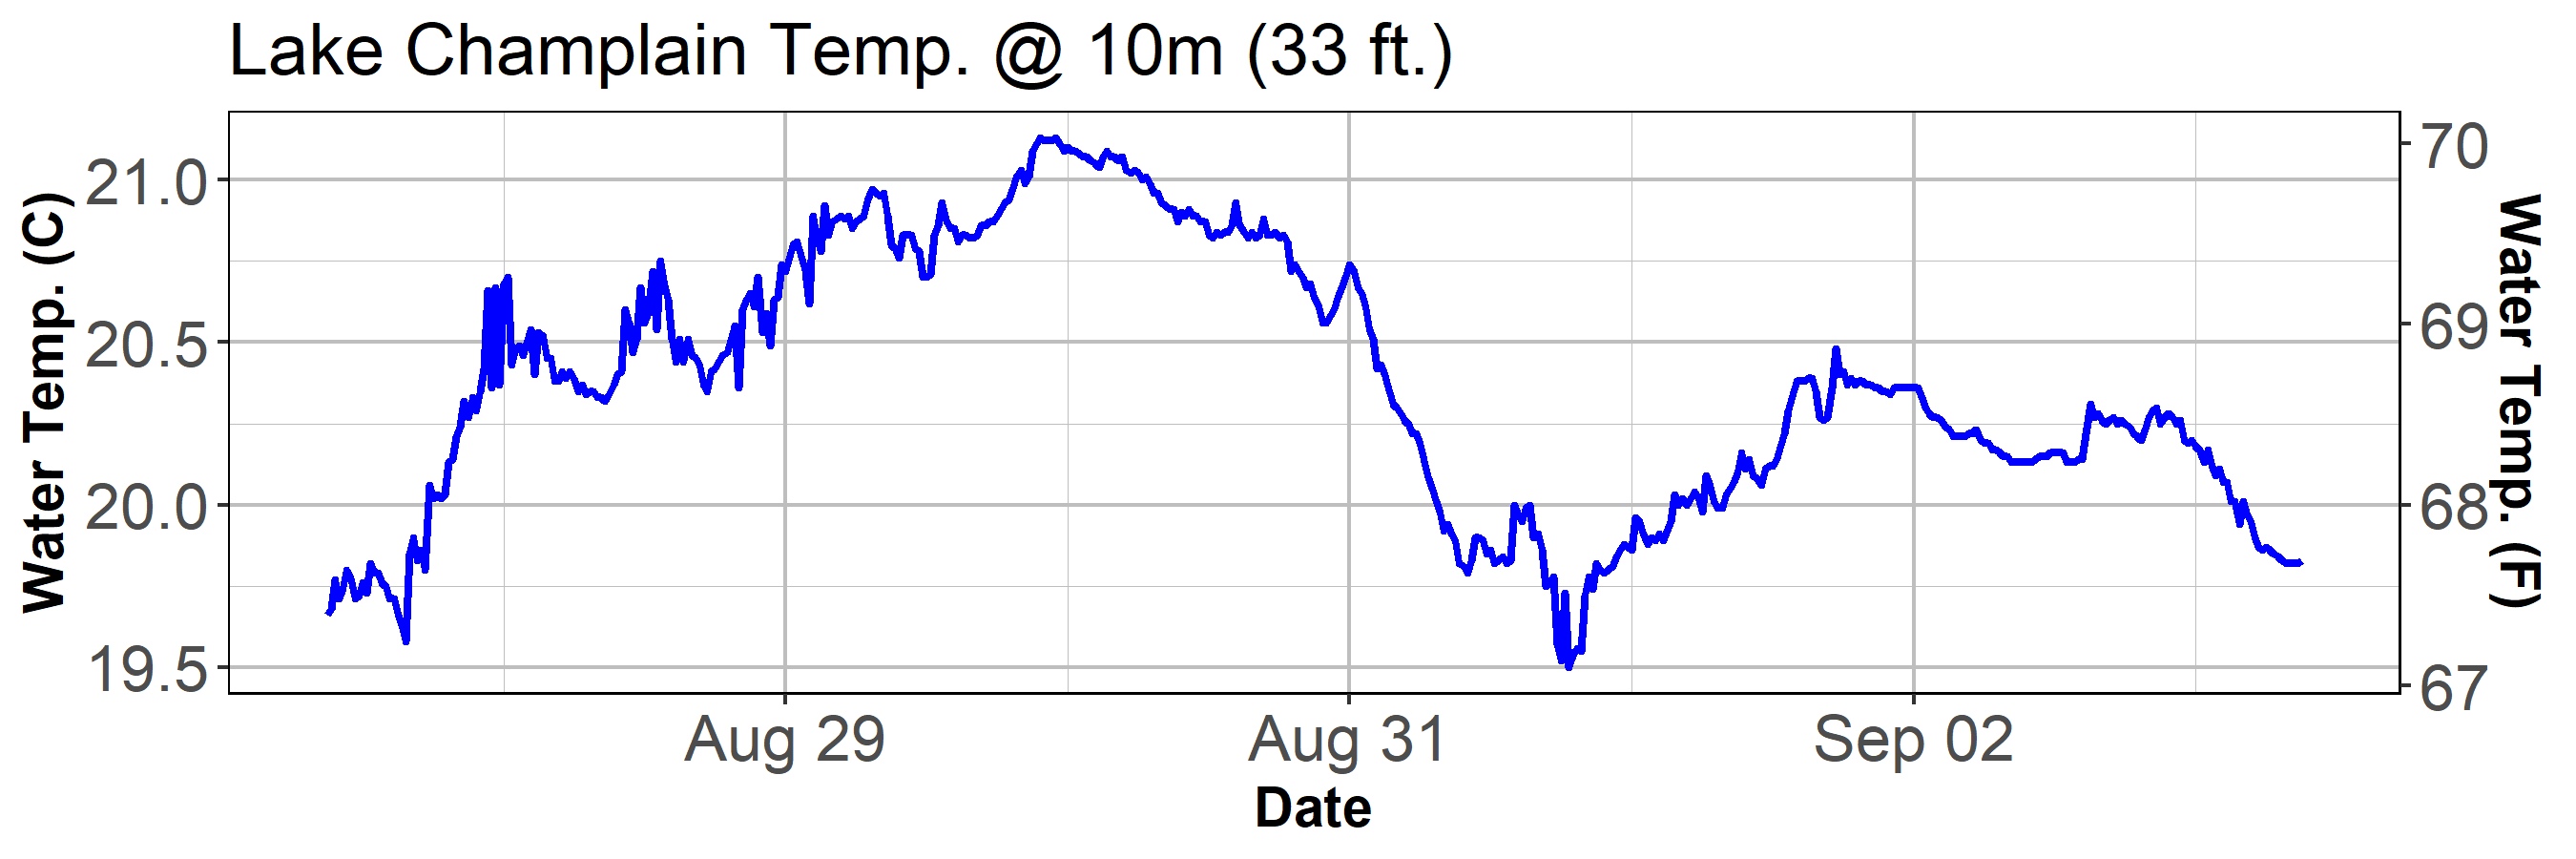 Lake Champlain Temp. @ 10m (33 ft.)
Water Temp. (C)
21.0
20.5
20.0
19.5
70
69
68
67
Water Temp. (F)
Aug 29
Aug 31
Sep 02
Date